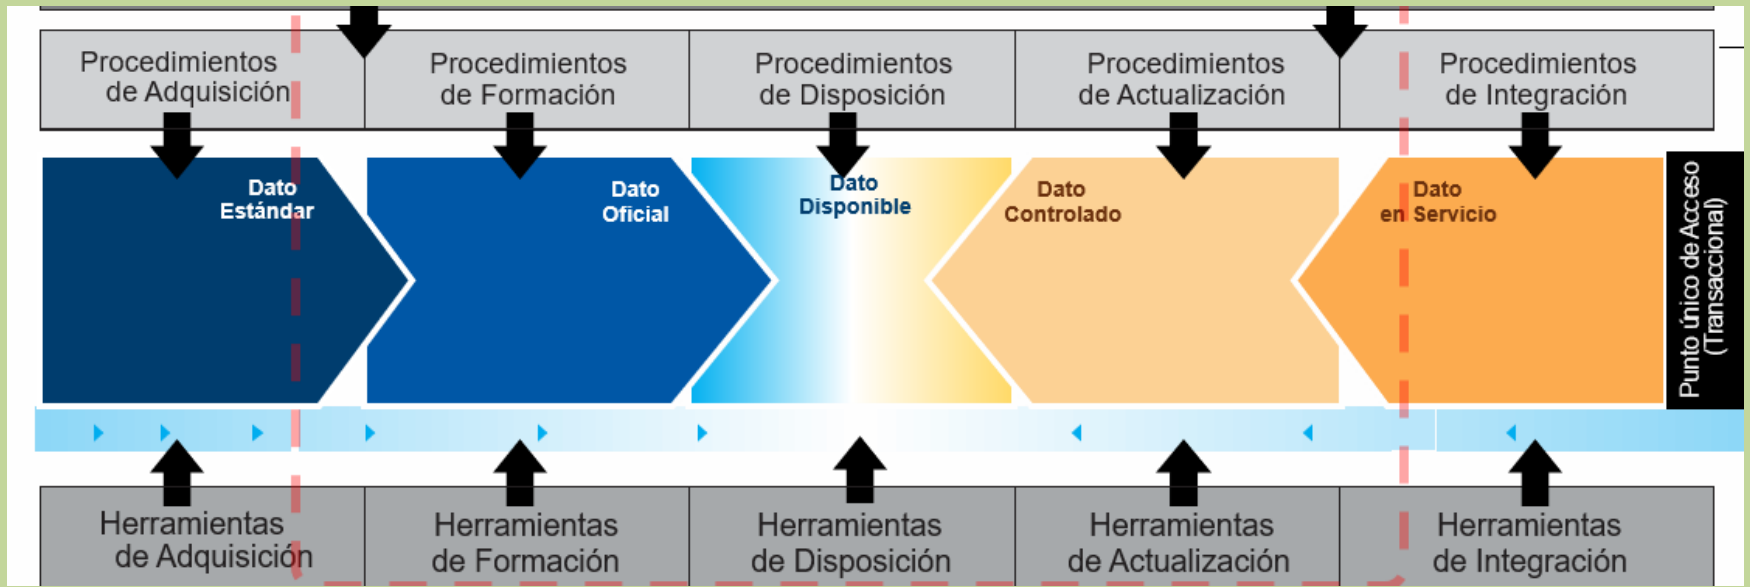 Procedimientos
de Adquisición
Procedimientos
de Formación
Procedimientos
de Disposición
Procedimientos
de Actualización
Procedimientos
de Integración
Dato
Estándar
Dato
Oficial
Dato
Disponible
Dato
Controlado
Dato
en Servicio
Punto único de Acceso
(Transaccional)
Herramientas
de Adquisición
Herramientas
de Formación
Herramientas
de Disposición
Herramientas
de Actualización
Herramientas
de Integración